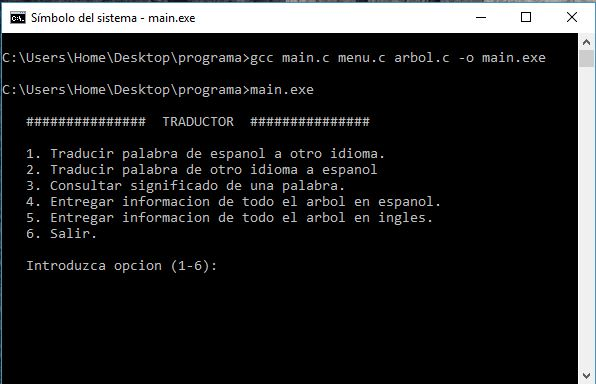 Símbolo del sistema - main.exe
C:\Users\Home\Desktop\programa>gcc main.c menu.c arbol.c -o main.exe
C:\Users\Home\Desktop\programa>main.exe
############### TRADUCTOR ###############
1. Traducir palabra de espanol a otro idioma.
2. Traducir palabra de otro idioma a espanol
3. Consultar significado de una palabra.
4. Entregar informacion de todo el arbol en espanol.
5. Entregar informacion de todo el arbol en ingles.
6. Salir.
Introduzca opcion (1-6):